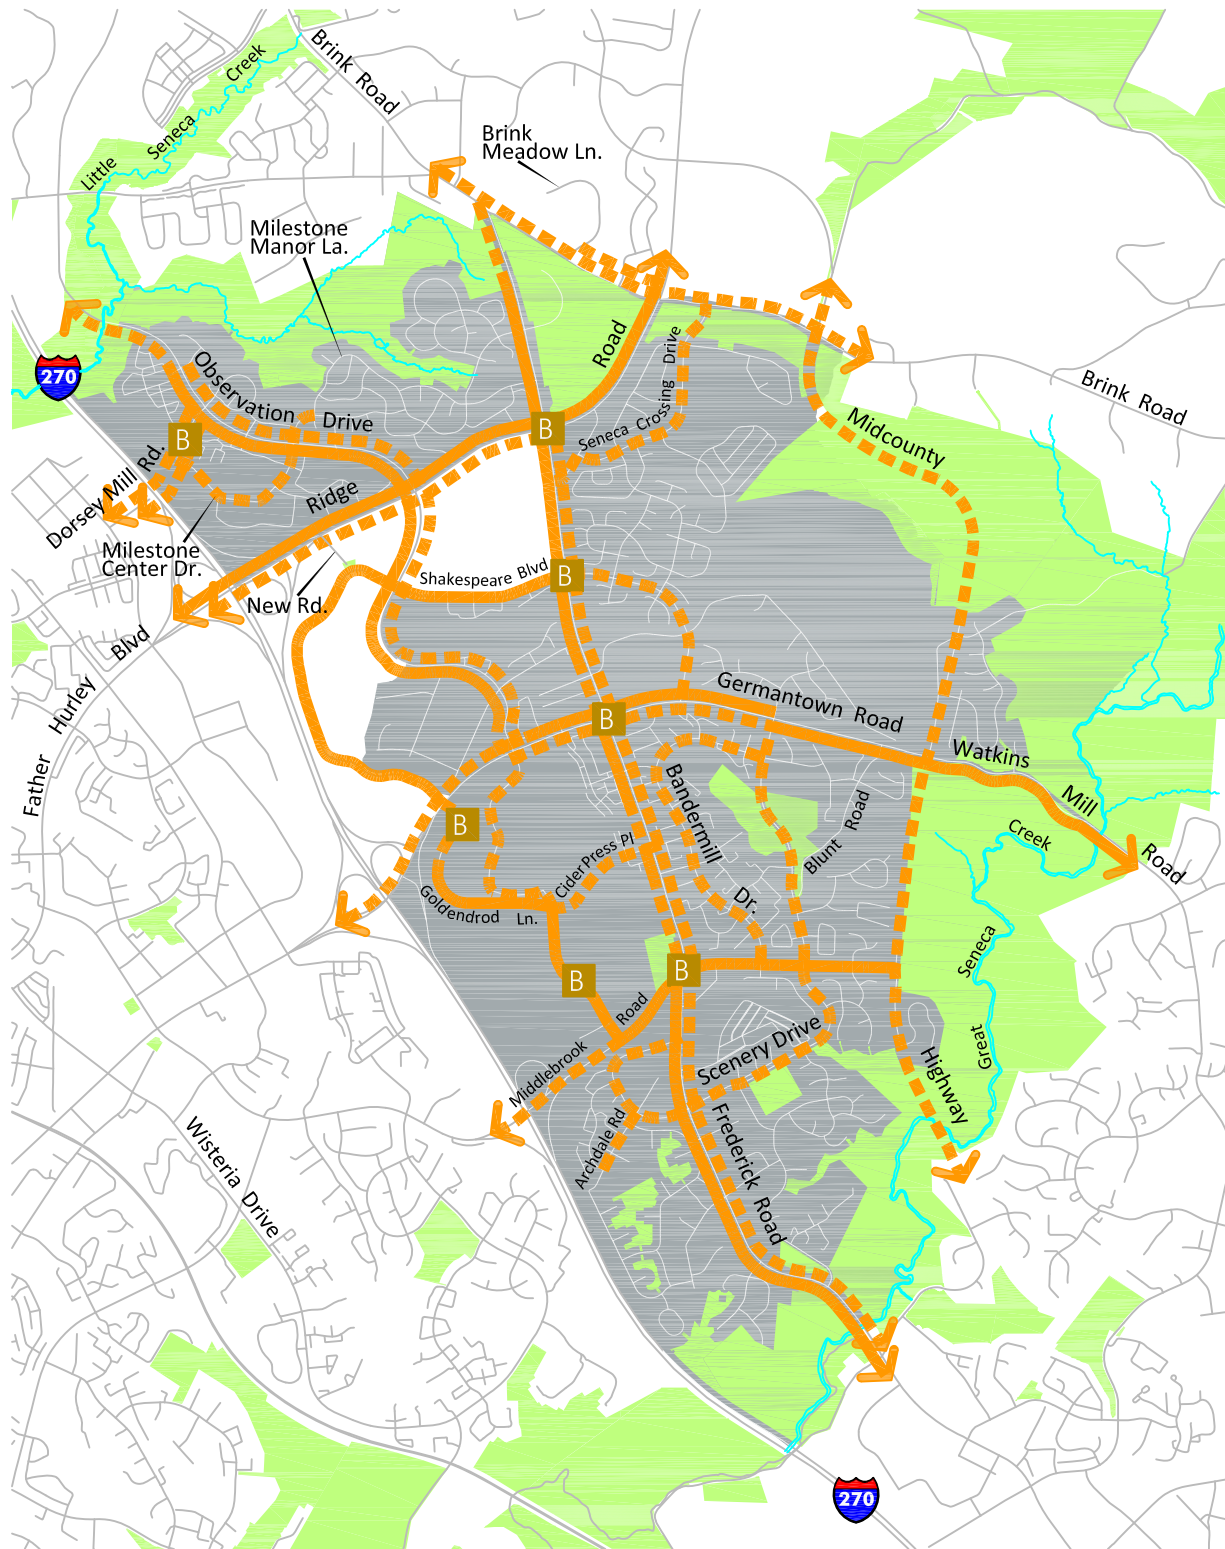 Creek
Seneca
Little
Brink Road
Brink
Meadow Ln.
Milestone
Manor La.
270
Observation Drive
Road
Seneca Crossing Drive
Brink Road
Midcounty
B
B
Dorsey Mill Rd.
Ridge
Milestone
Center Dr.
New Rd.
Shakespeare Blvd
B
Father Hurley Blvd
Germantown Road
B
Watkins Mill Road
Bandermill Dr.
Blunt Road
B
CiderPress Pl
Goldendrod Ln.
Creek
Seneca
Great
B
B
Road
Middlebrook
Scenery Drive
Highway
Archdale Rd
Frederick Road
Wisteria Drive
270